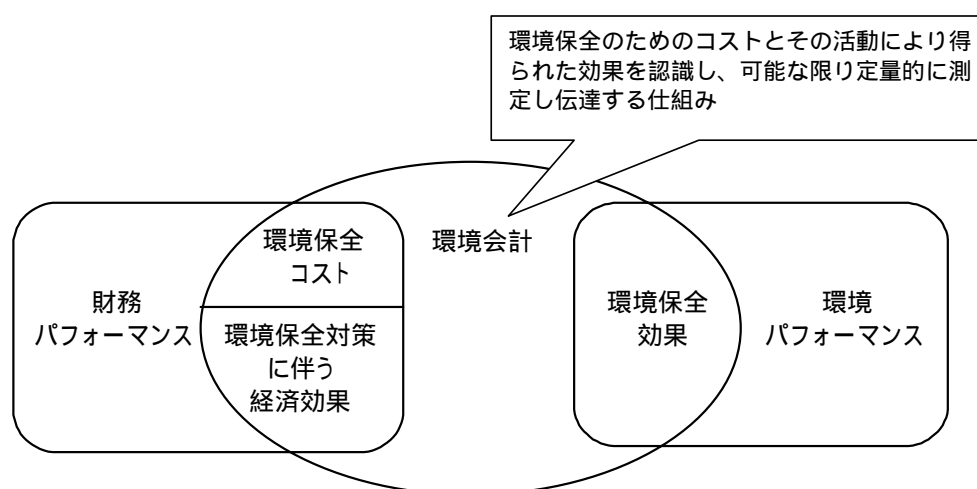 環境保全のためのコストとその活動により得
られた効果を認識し、可能な限り定量的に測
定し伝達する仕組み
環境保全
コスト
環境会計
財務
パフォーマンス
環境保全対策
に伴う
経済効果
環境保全
効果
環境
パフォーマンス